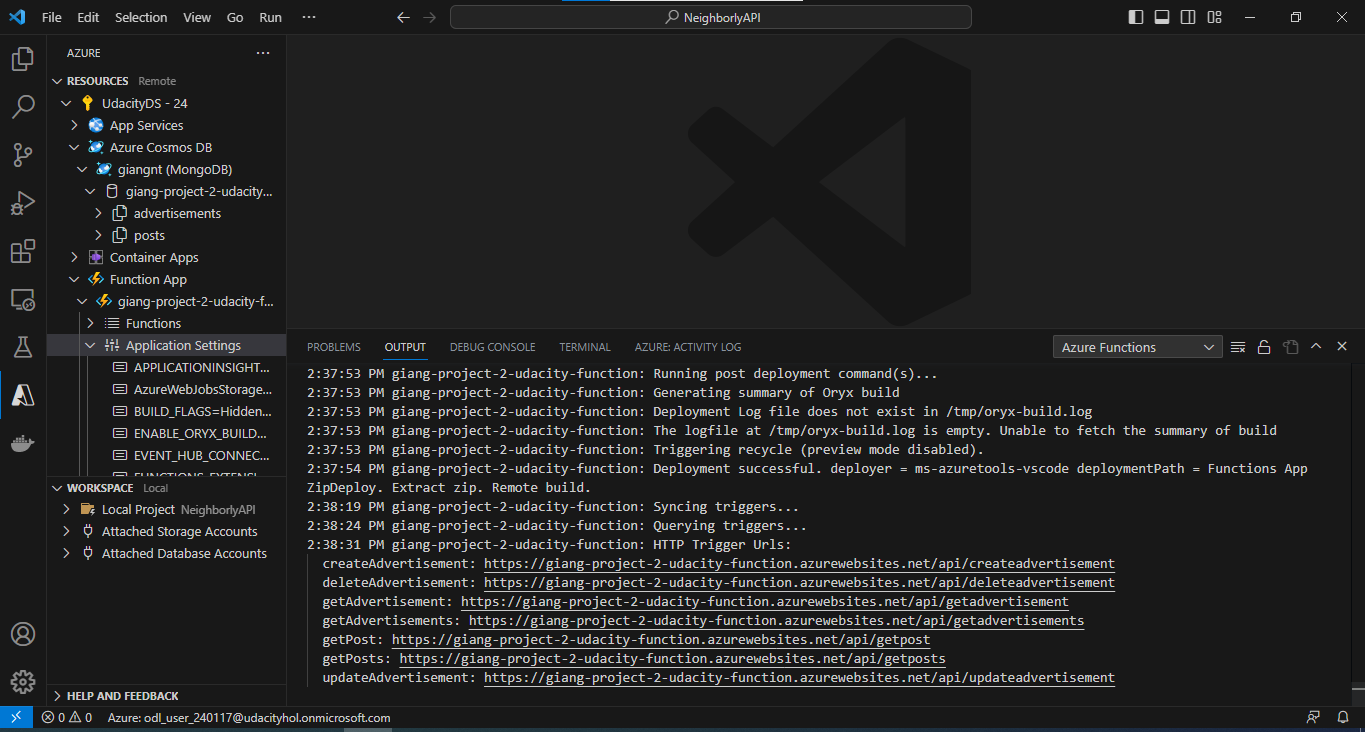 File Edit Selection View Go Run ···
NeighborlyAPI
AZURE
RESOURCES Remote
UdacityDS - 24
App Services
Azure Cosmos DB
giangnt (MongoDB)
giang-project-2-udacity...
advertisements
posts
Container Apps
Function App
giang-project-2-udacity-f...
Functions
Application Settings
APPLICATIONINSIGHT...
AzureWebJobsStorage...
BUILD_FLAGS=Hidden...
ENABLE_ORYX_BUILD...
EVENT_HUB_CONNEC...
WORKSPACE Local
Local Project NeighborlyAPI
Attached Storage Accounts
Attached Database Accounts
HELP AND FEEDBACK
PROBLEMS OUTPUT DEBUG CONSOLE TERMINAL AZURE: ACTIVITY LOG
Azure Functions
2:37:53 PM giang-project-2-udacity-function: Running post deployment command(s)...
2:37:53 PM giang-project-2-udacity-function: Generating summary of Oryx build
2:37:53 PM giang-project-2-udacity-function: Deployment Log file does not exist in /tmp/oryx-build.log
2:37:53 PM giang-project-2-udacity-function: The logfile at /tmp/oryx-build.log is empty. Unable to fetch the summary of build
2:37:53 PM giang-project-2-udacity-function: Triggering recycle (preview mode disabled).
2:37:54 PM giang-project-2-udacity-function: Deployment successful. deployer = ms-azuretools-vscode deploymentPath = Functions App
ZipDeploy. Extract zip. Remote build.
2:38:19 PM giang-project-2-udacity-function: Syncing triggers...
2:38:24 PM giang-project-2-udacity-function: Querying triggers...
2:38:31 PM giang-project-2-udacity-function: HTTP Trigger Urls:
createAdvertisement: https://giang-project-2-udacity-function.azurewebsites.net/api/createadvertisement
deleteAdvertisement: https://giang-project-2-udacity-function.azurewebsites.net/api/deleteadvertisement
getAdvertisement: https://giang-project-2-udacity-function.azurewebsites.net/api/getadvertisement
getAdvertisements: https://giang-project-2-udacity-function.azurewebsites.net/api/getadvertisements
getPost: https://giang-project-2-udacity-function.azurewebsites.net/api/getpost
getPosts: https://giang-project-2-udacity-function.azurewebsites.net/api/getposts
updateAdvertisement: https://giang-project-2-udacity-function.azurewebsites.net/api/updateadvertisement
0 0 Azure: odl_user_240117@udacityhol.onmicrosoft.com